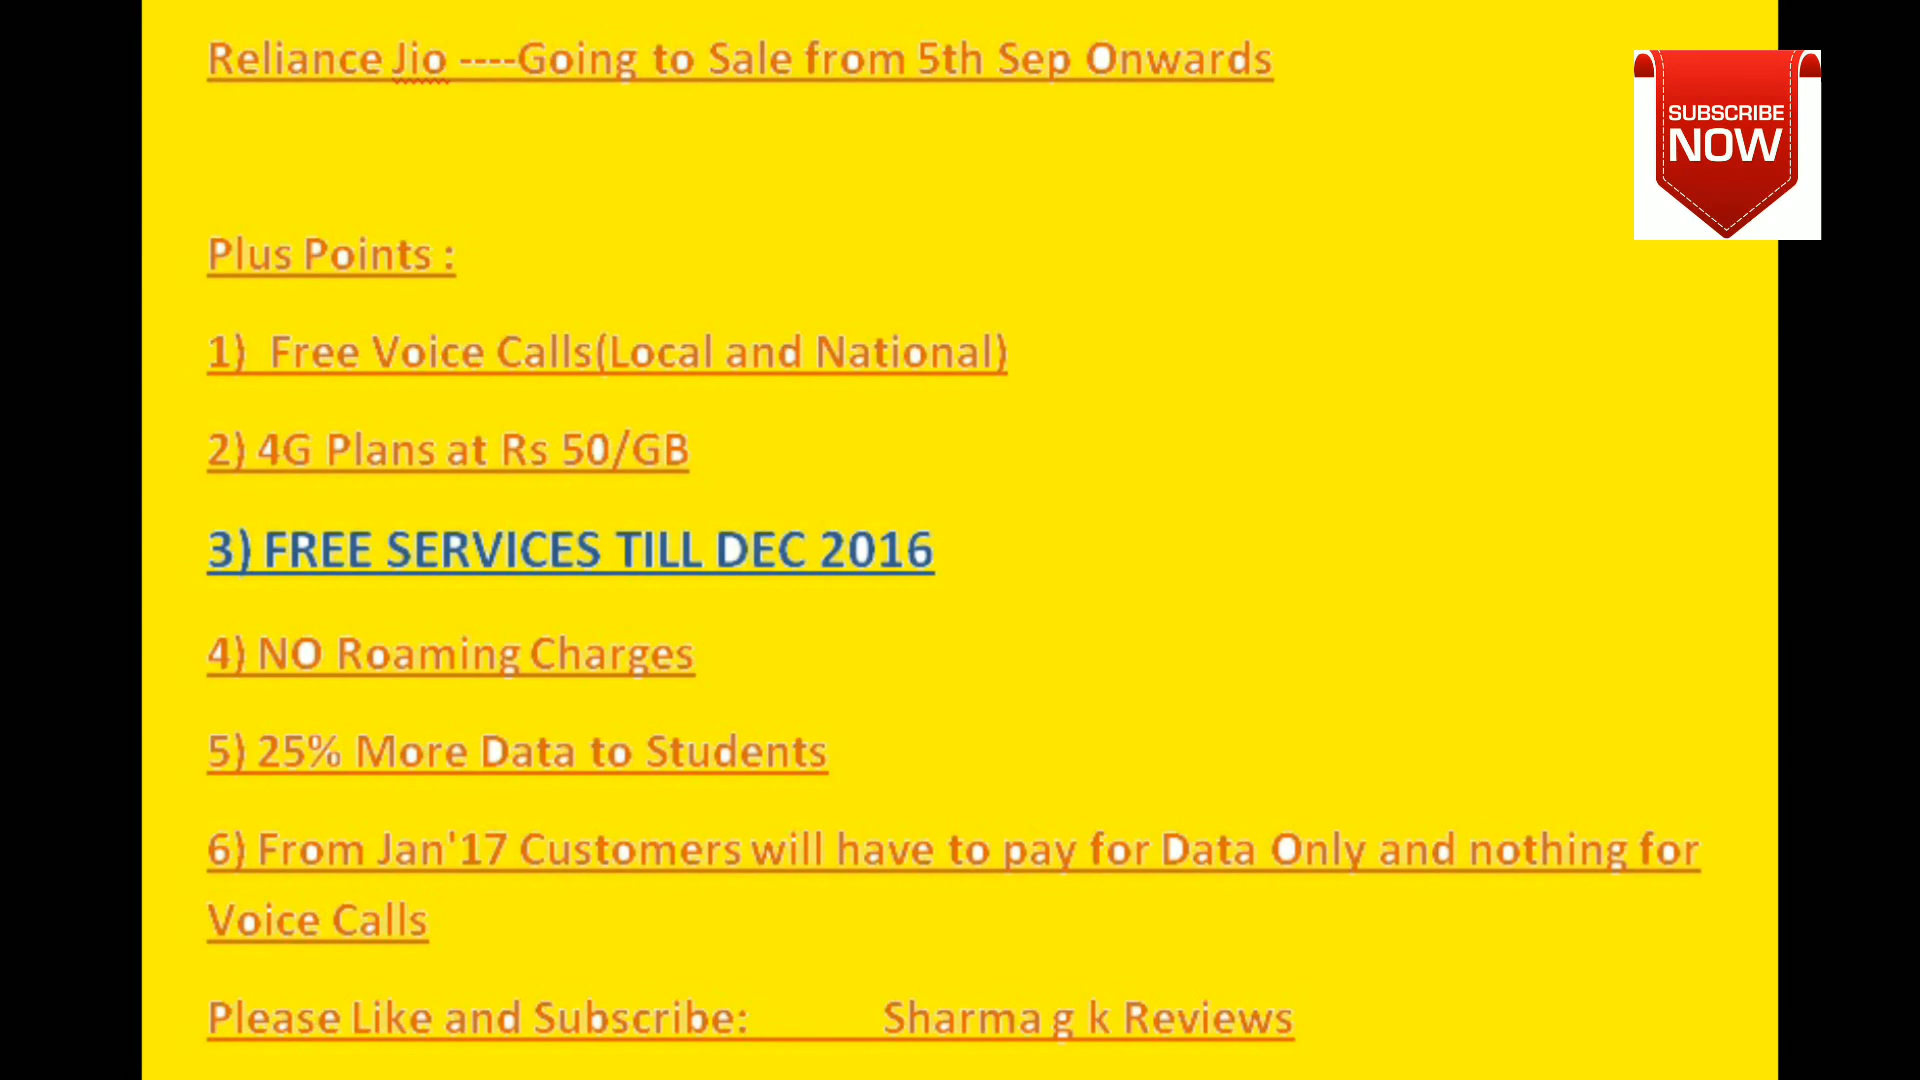 Reliance Jio ----Going to Sale from 5th Sep Onwards
SUBSCRIBE
NOW
Plus Points :
1)  Free Voice Calls(Local and National)
2) 4G Plans at Rs 50/GB
3) FREE SERVICES TILL DEC 2016
4) NO Roaming Charges
5) 25% More Data to Students
6) From Jan'17 Customers will have to pay for Data Only and nothing for
Voice Calls
Please Like and Subscribe:          Sharma g k Reviews